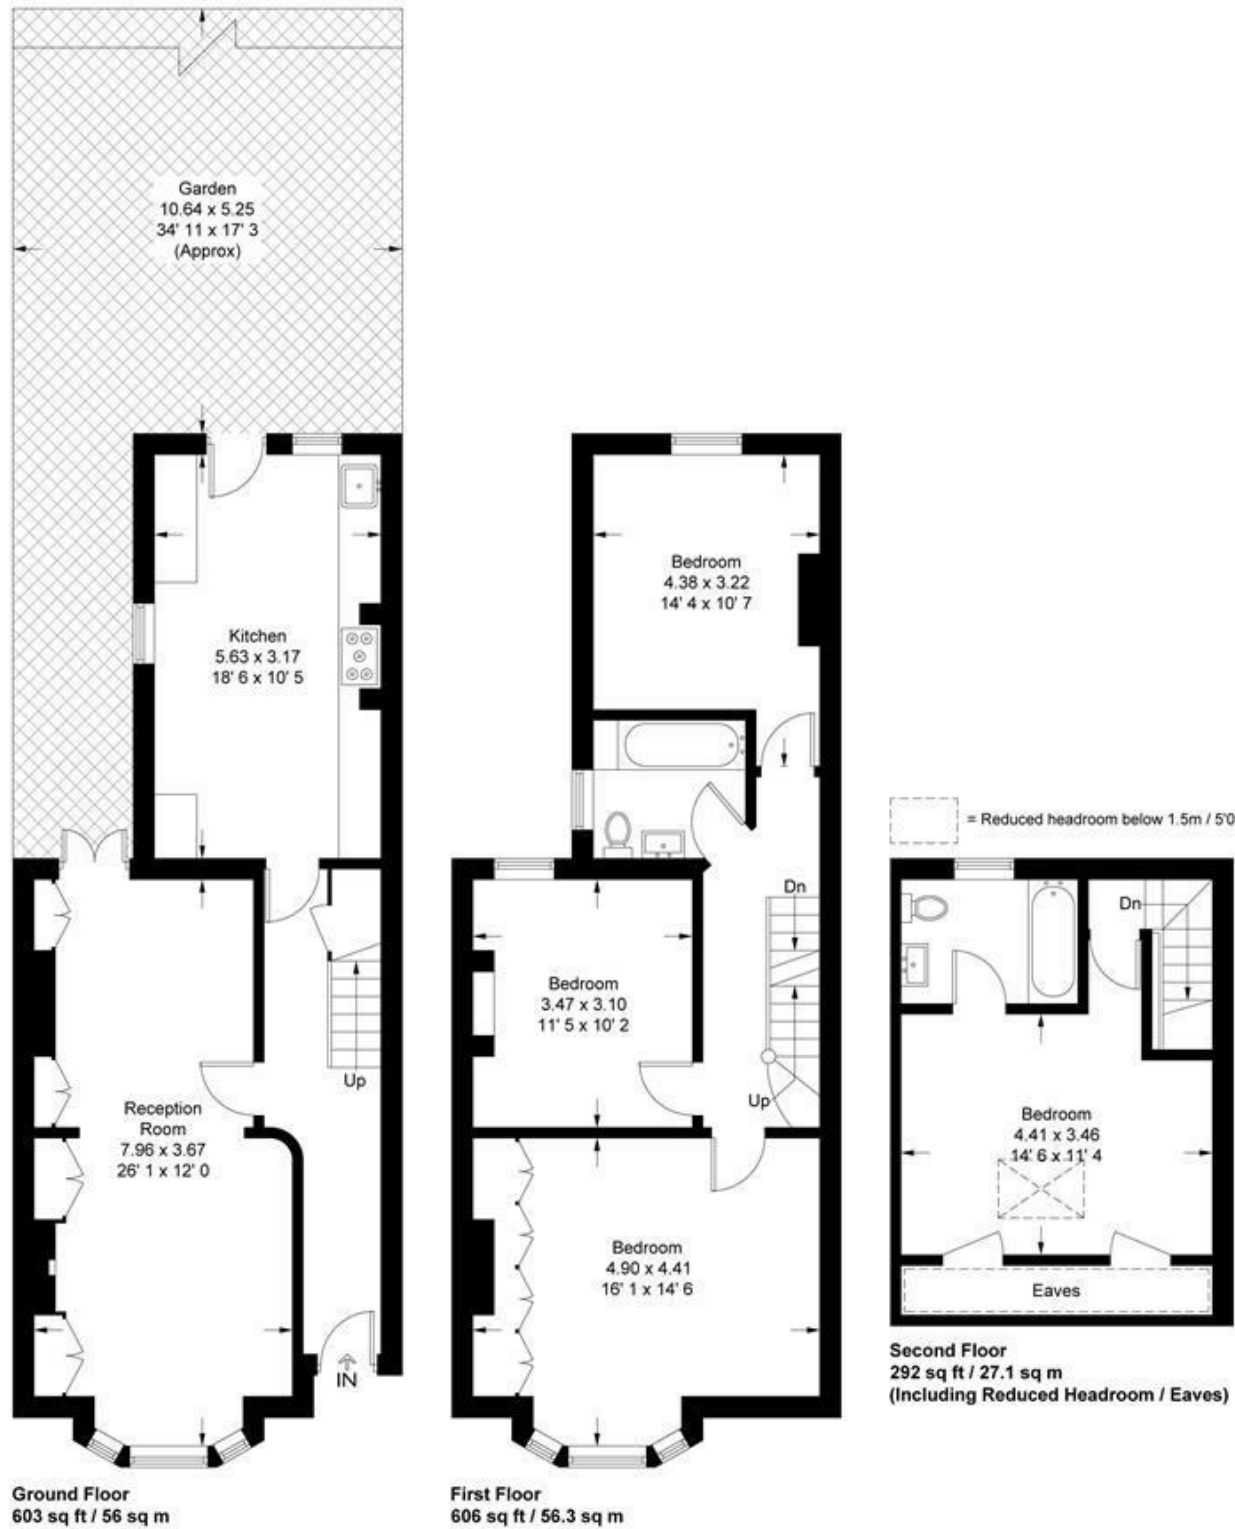 Garden
10.64 x 5.25
34' 11 x 17' 3
(Approx)
Kitchen
5.63 x 3.17
18' 6 x 10' 5
Up
Reception
Room
7.96 x 3.67
26' 1 x 12' 0
IN
Ground Floor
603 sq ft / 56 sq m
Bedroom
4.38 x 3.22
14' 4 x 10' 7
Dn
Bedroom
3.47 x 3.10
11' 5 x 10' 2
Up
Bedroom
4.90 x 4.41
16' 1 x 14' 6
First Floor
606 sq ft / 56.3 sq m
= Reduced headroom below 1.5m / 5'0
Dn
Bedroom
4.41 x 3.46
14' 6 x 11' 4
Eaves
Second Floor
292 sq ft / 27.1 sq m
(Including Reduced Headroom / Eaves)